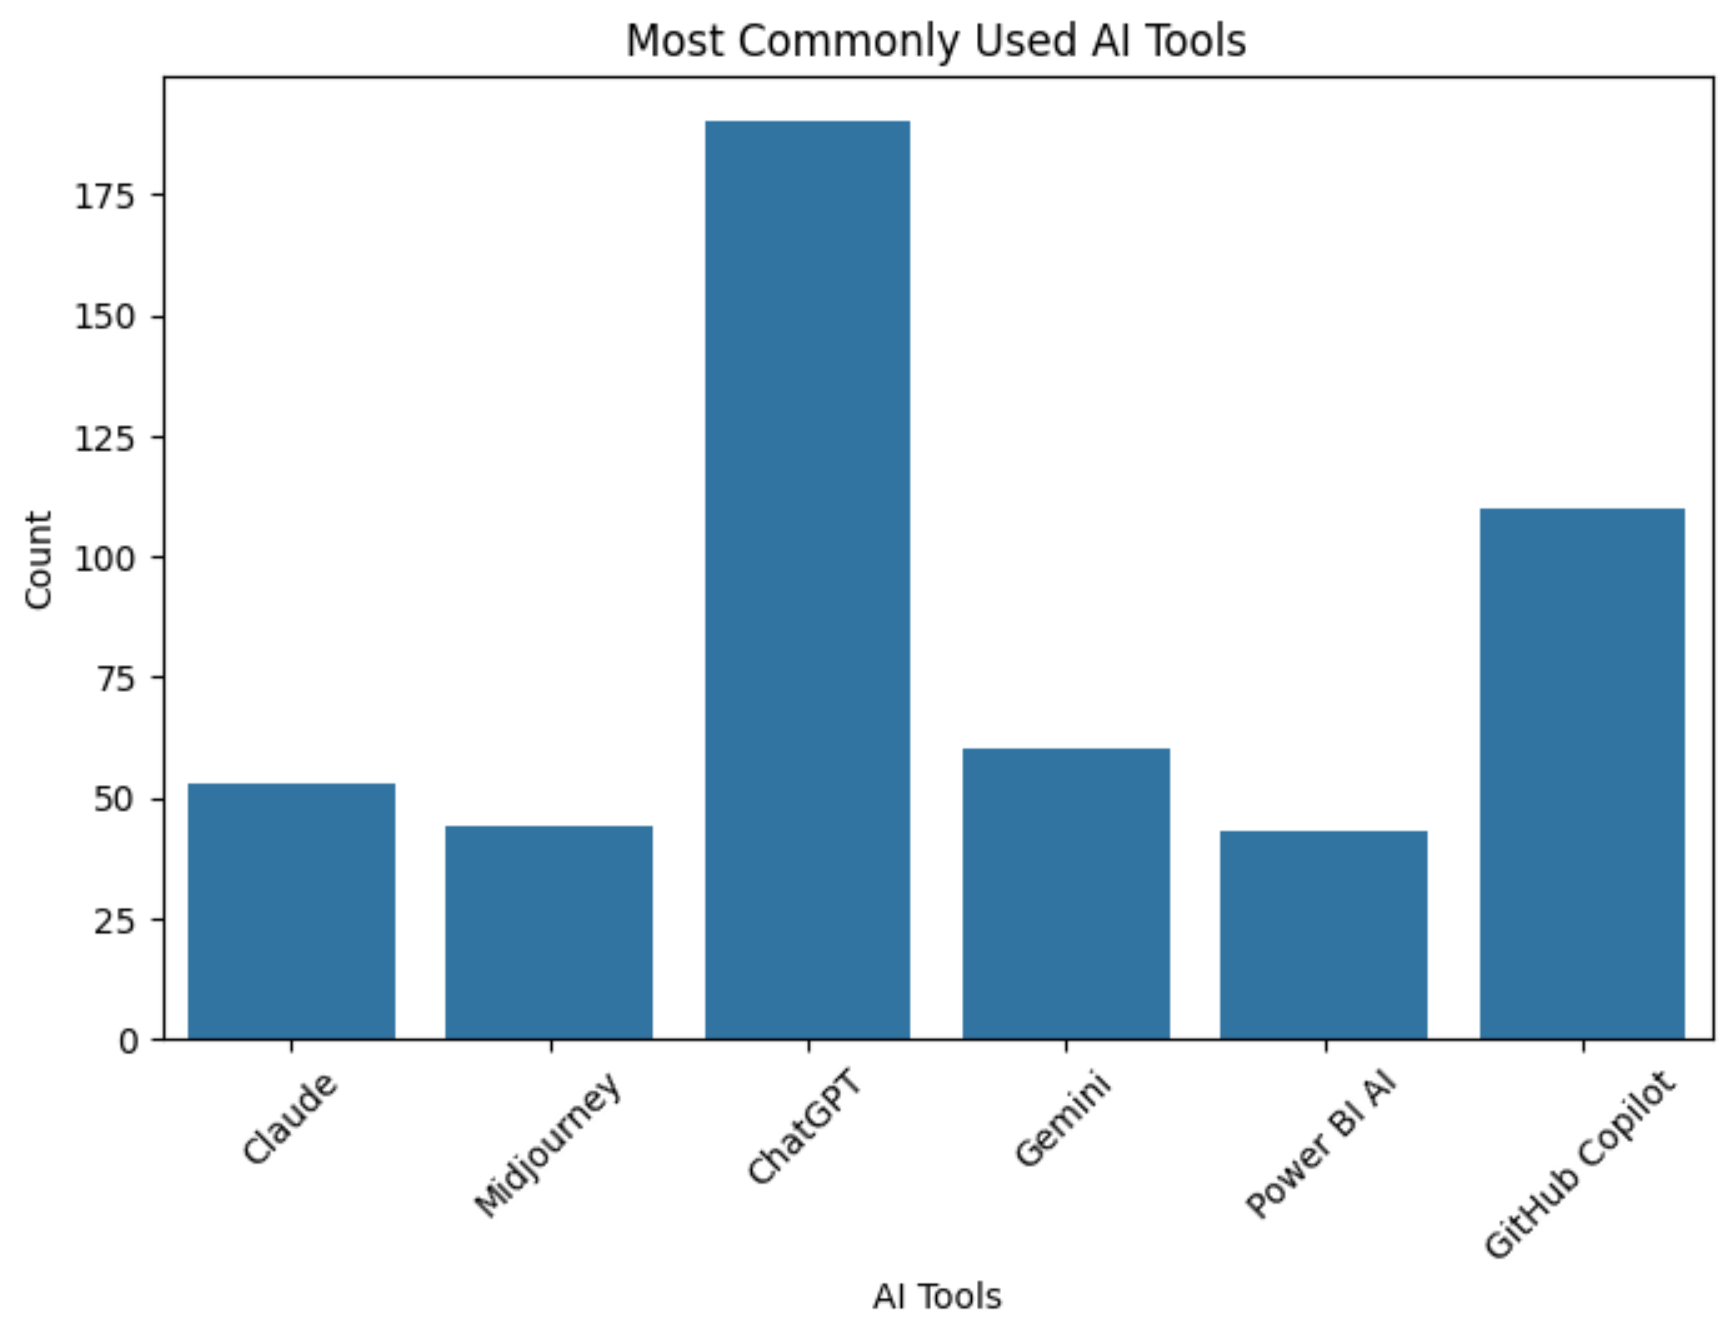 Most Commonly Used AI Tools
Count
175
150
125
100
75
50
25
0
Claude
Midjourney
ChatGPT
Gemini
Power BI AI
GitHub Copilot
AI Tools